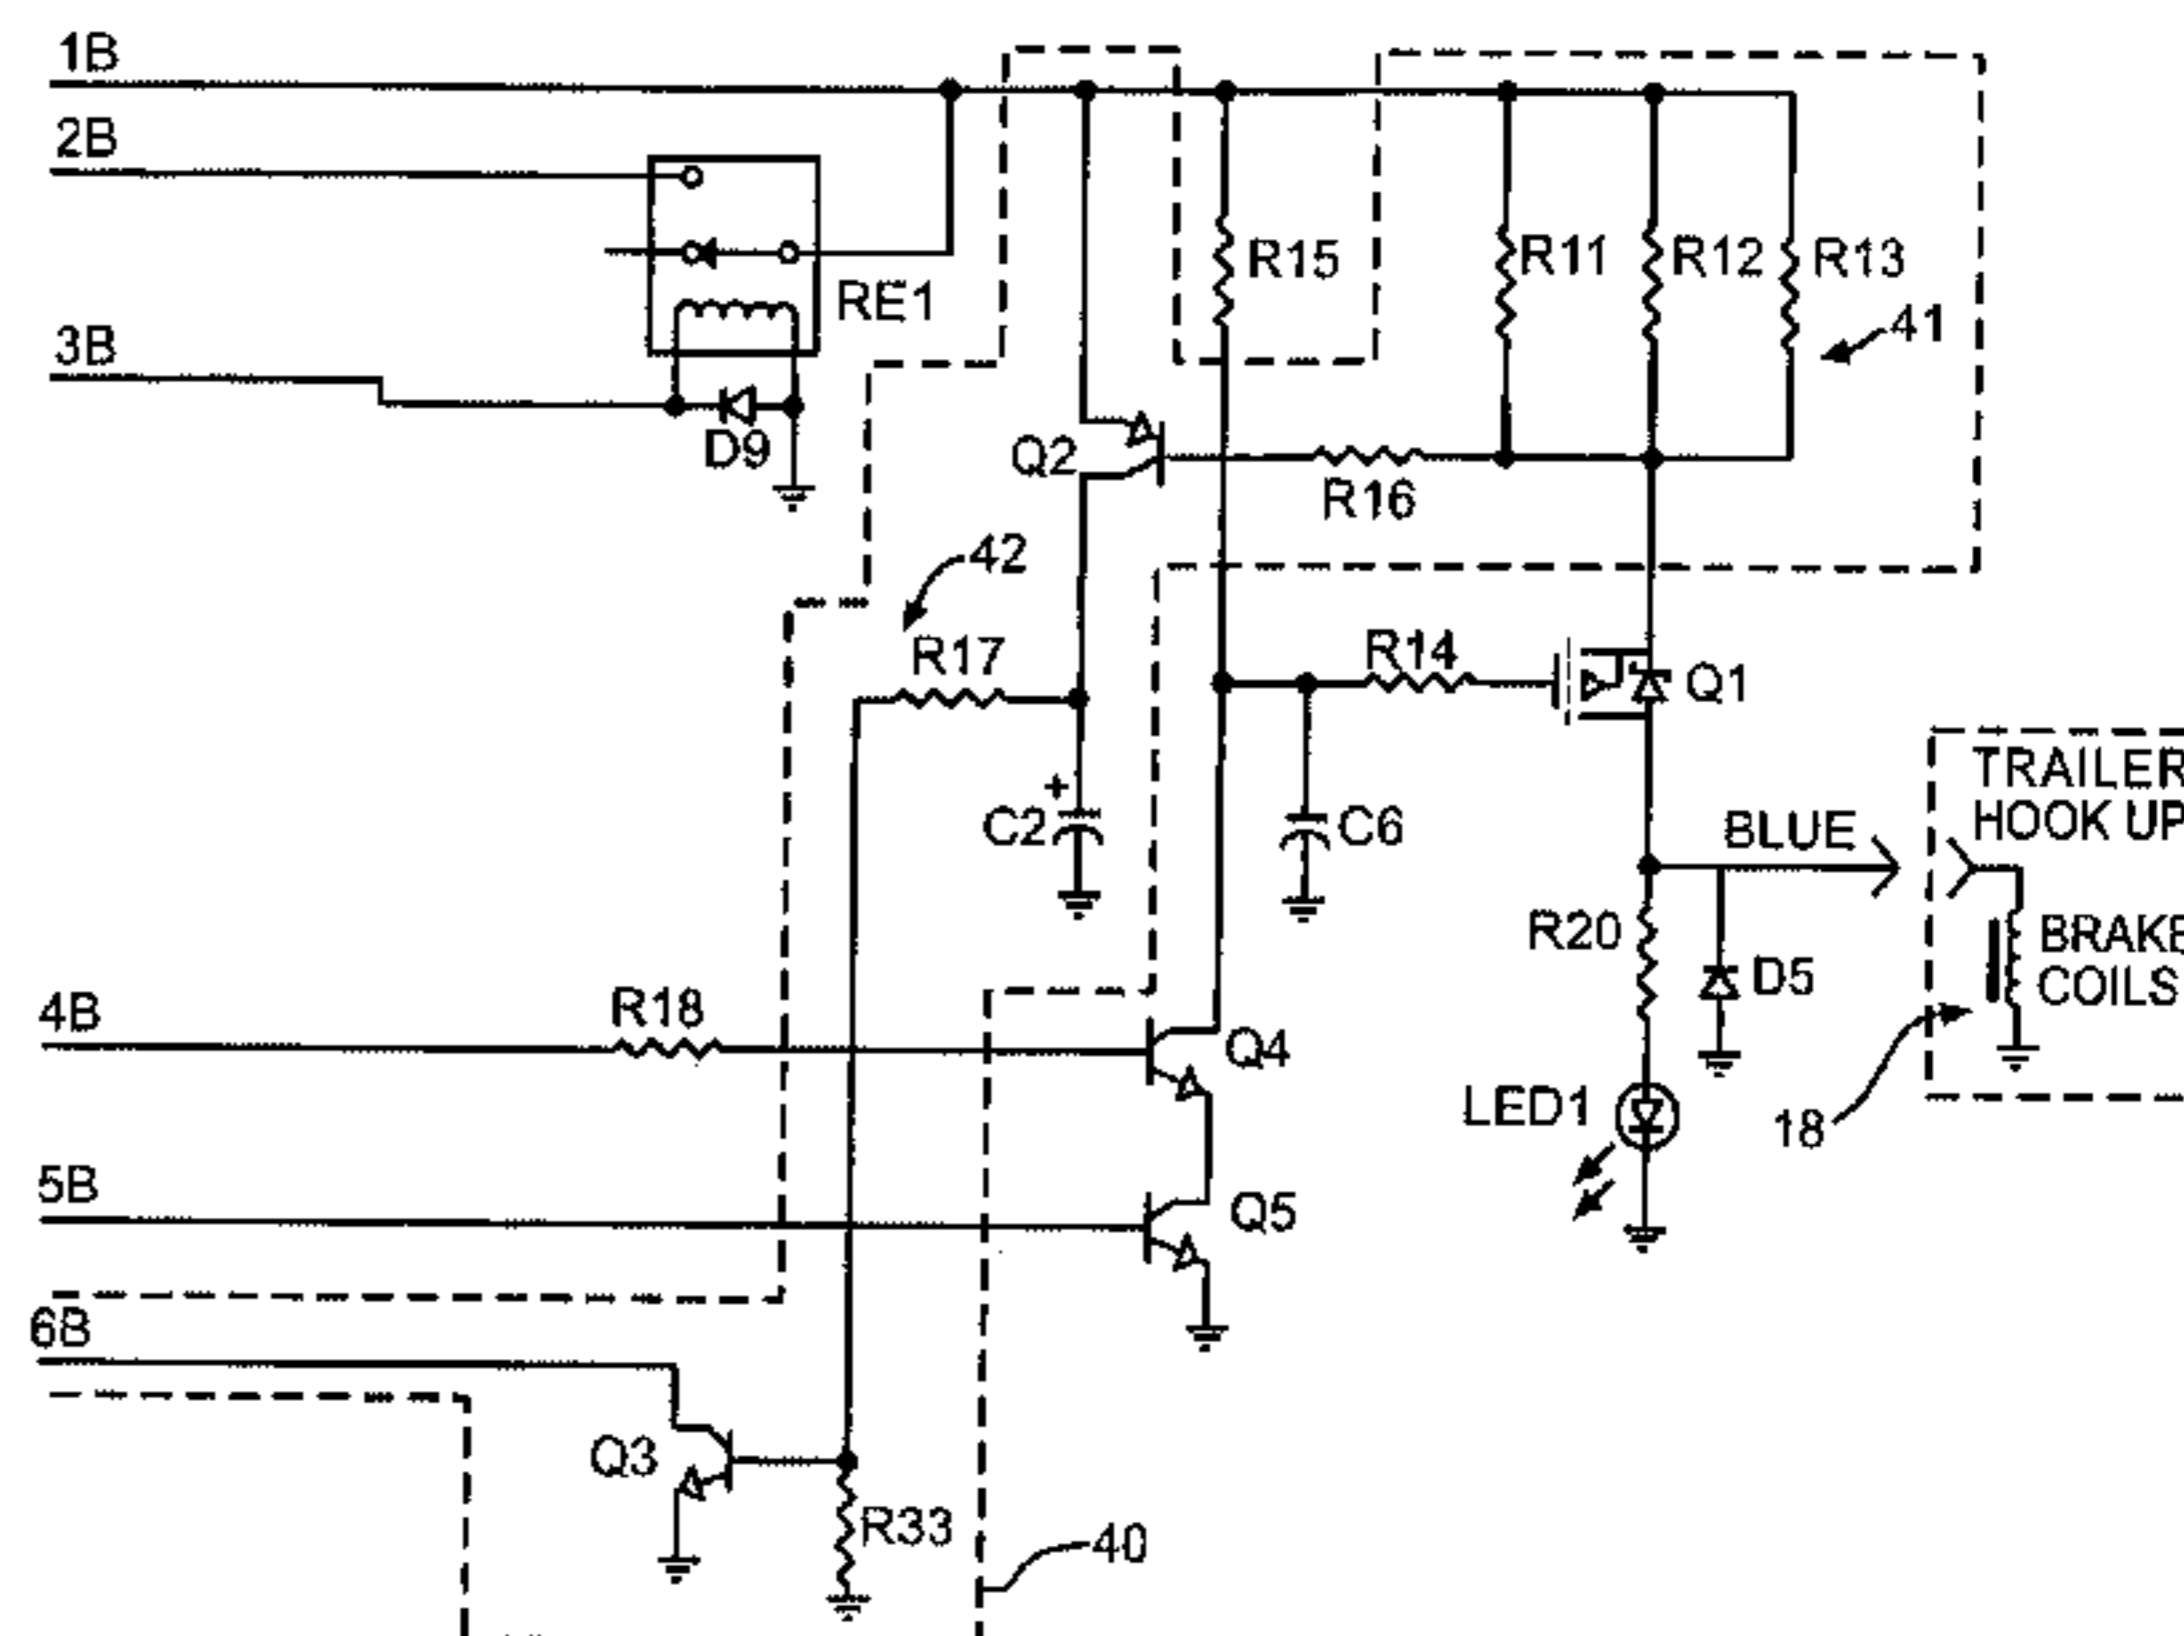 1B
2B
3B
RE1
D9
R15
R11
R12
R13
41
Q2
R16
42
R17
R14
Q1
+
C2
C6
TRAILER
HOOK UP
BLUE
R20
D5
BRAKE
COILS
4B
R18
Q4
LED1
18
5B
Q5
6B
Q3
R33
40